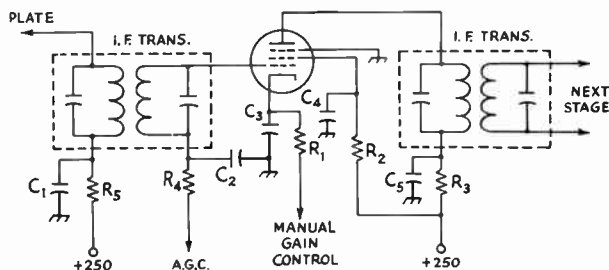 PLATE
I.F. TRANS.
I.F. TRANS.
NEXT
STAGE
C3
C4
C1
R5
R4
C2
R1
R2
C5
R3
+250
A.G.C.
MANUAL
GAIN
CONTROL
+250